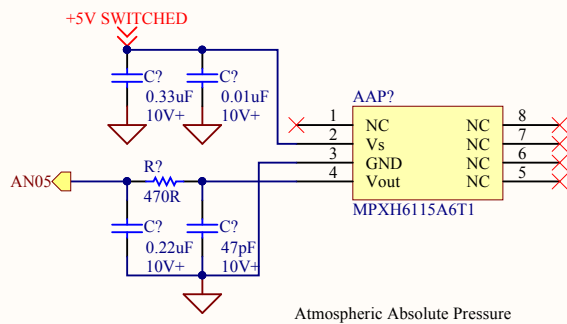 +5V SWITCHED
C?
0.33uF
10V+
C?
0.01uF
10V+
AAP?
1 NC NC 8
2 Vs NC 7
3 GND NC 6
4 Vout NC 5
MPXH6115A6T1
AN05
R?
470R
C?
0.22uF
10V+
C?
47pF
10V+
Atmospheric Absolute Pressure